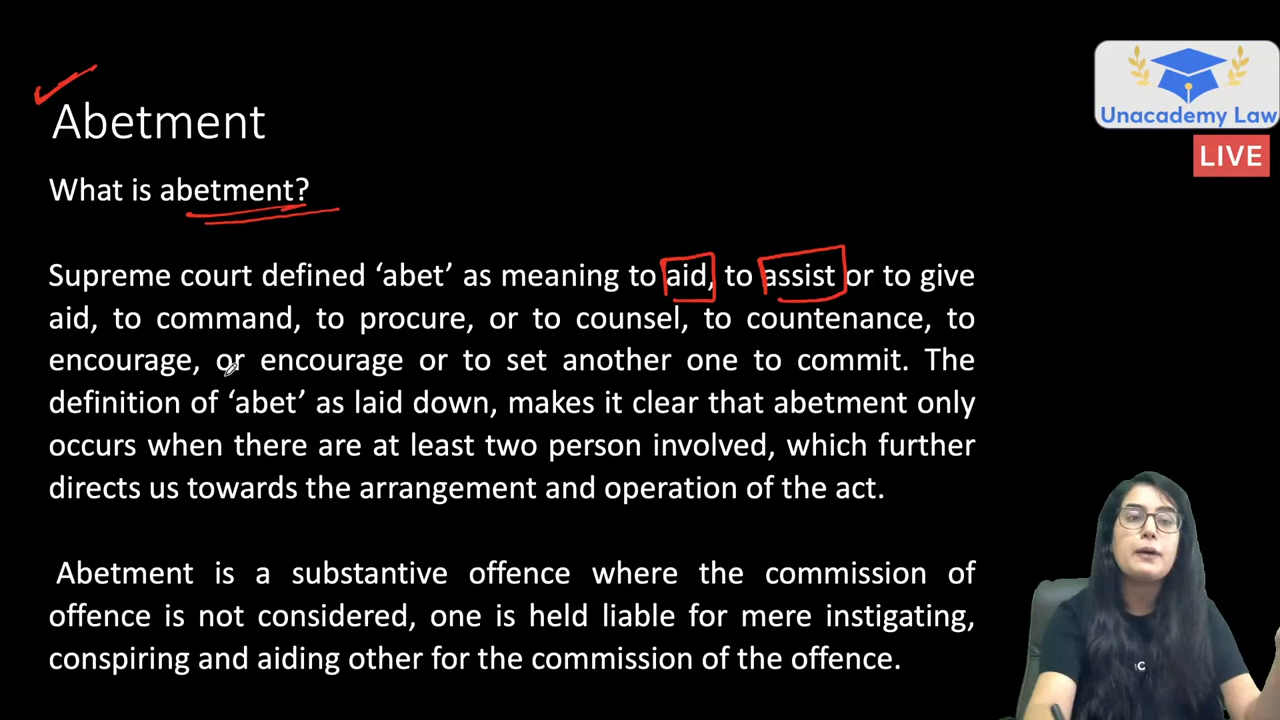 Unacademy Law
LIVE
Abetment
What is abetment?
Supreme court defined ‘abet’ as meaning to aid, to assist or to give
aid, to command, to procure, or to counsel, to countenance, to
encourage, or encourage or to set another one to commit. The
definition of ‘abet’ as laid down, makes it clear that abetment only
occurs when there are at least two person involved, which further
directs us towards the arrangement and operation of the act.
Abetment is a substantive offence where the commission of
offence is not considered, one is held liable for mere instigating,
conspiring and aiding other for the commission of the offence.